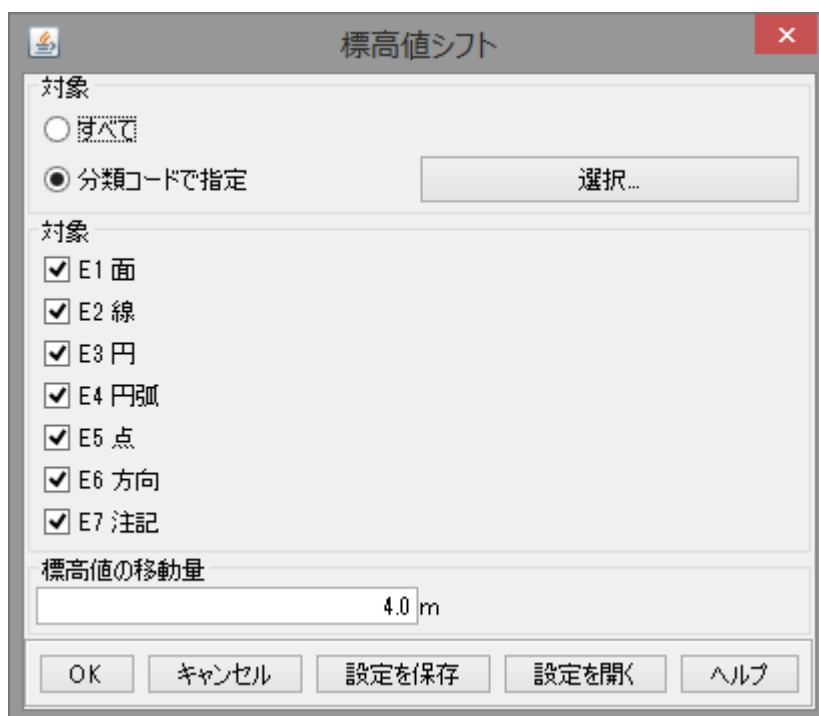 標高値シフト
対象
すべて
分類コードで指定
選択...
対象
E1 面
E2 線
E3 円
E4 円弧
E5 点
E6 方向
E7 注記
標高値の移動量
4.0 m
OK キャンセル 設定を保存 設定を開く ヘルプ